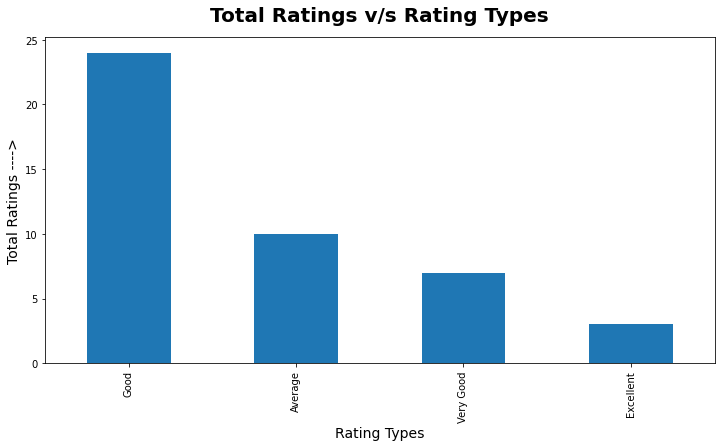 Total Ratings v/s Rating Types
25
20
15
10
5
0
Total Ratings ---->
Good
Average
Very Good
Excellent
Rating Types